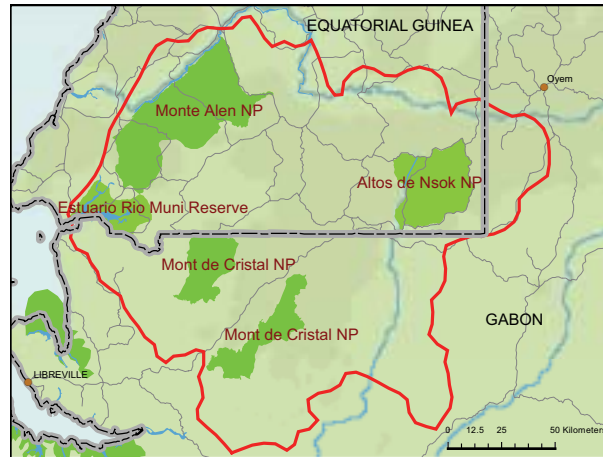 EQUATORIAL GUINEA
Oyem
Monte Alen NP
Altos de Nsok NP
Estuario Rio Muni Reserve
Mont de Cristal NP
Mont de Cristal NP
GABON
LIBREVILLE
0 12.5 25 50 Kilometers